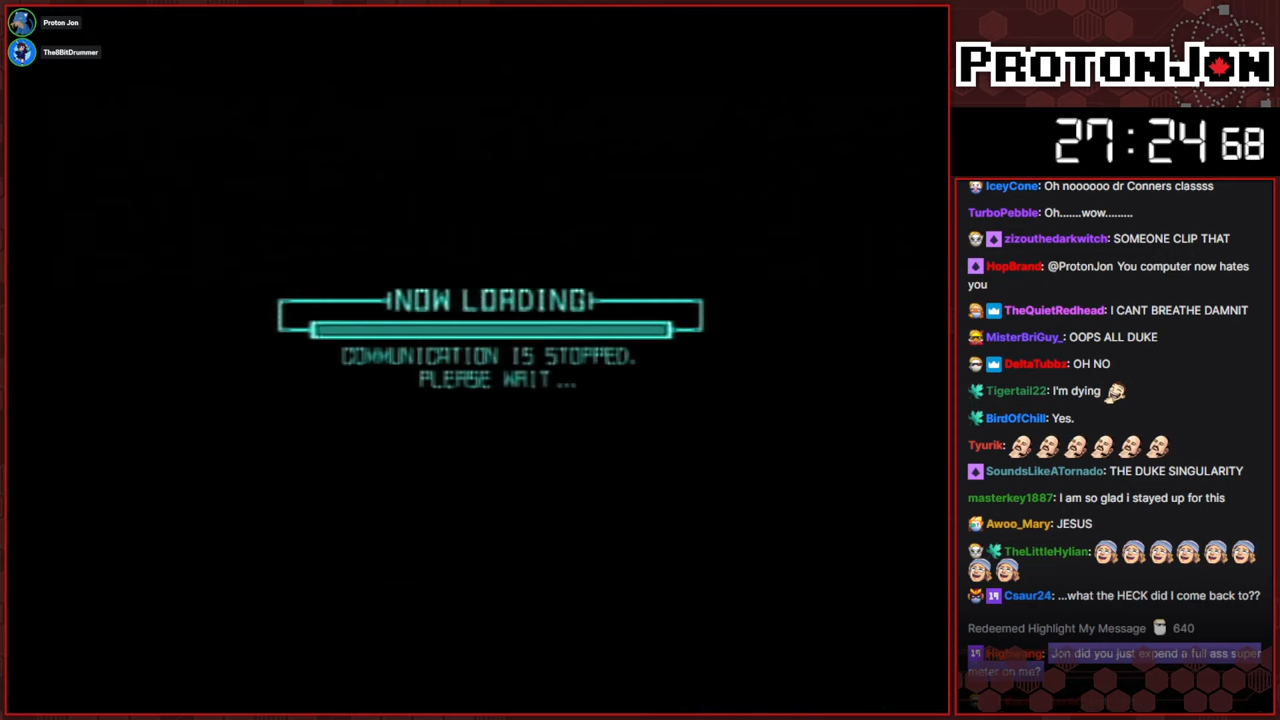 Proton Jon
The8BitDrummer
PROTONJON
27:24 68
IceyCone: Oh noooooo dr Conners classss
TurboPebble: Oh.......wow.........
zizouthedarkwitch: SOMEONE CLIP THAT
HopBrand: @ProtonJon You computer now hates
you
TheQuietRedhead: I CANT BREATHE DAMNIT
MisterBriGuy_: OOPS ALL DUKE
DeltaTubbz: OH NO
Tigertail22: I'm dying
BirdOfChill: Yes.
Tyurik:
SoundsLikeATornado: THE DUKE SINGULARITY
masterkey1887: I am so glad i stayed up for this
Awoo_Mary: JESUS
TheLittleHylian:
Csaur24: ...what the HECK did I come back to??
Redeemed Highlight My Message 640
Jon did you just expend a full ass super
meter on me?
NOW LOADING
COMMUNICATION IS STOPPED.
PLEASE WAIT ...